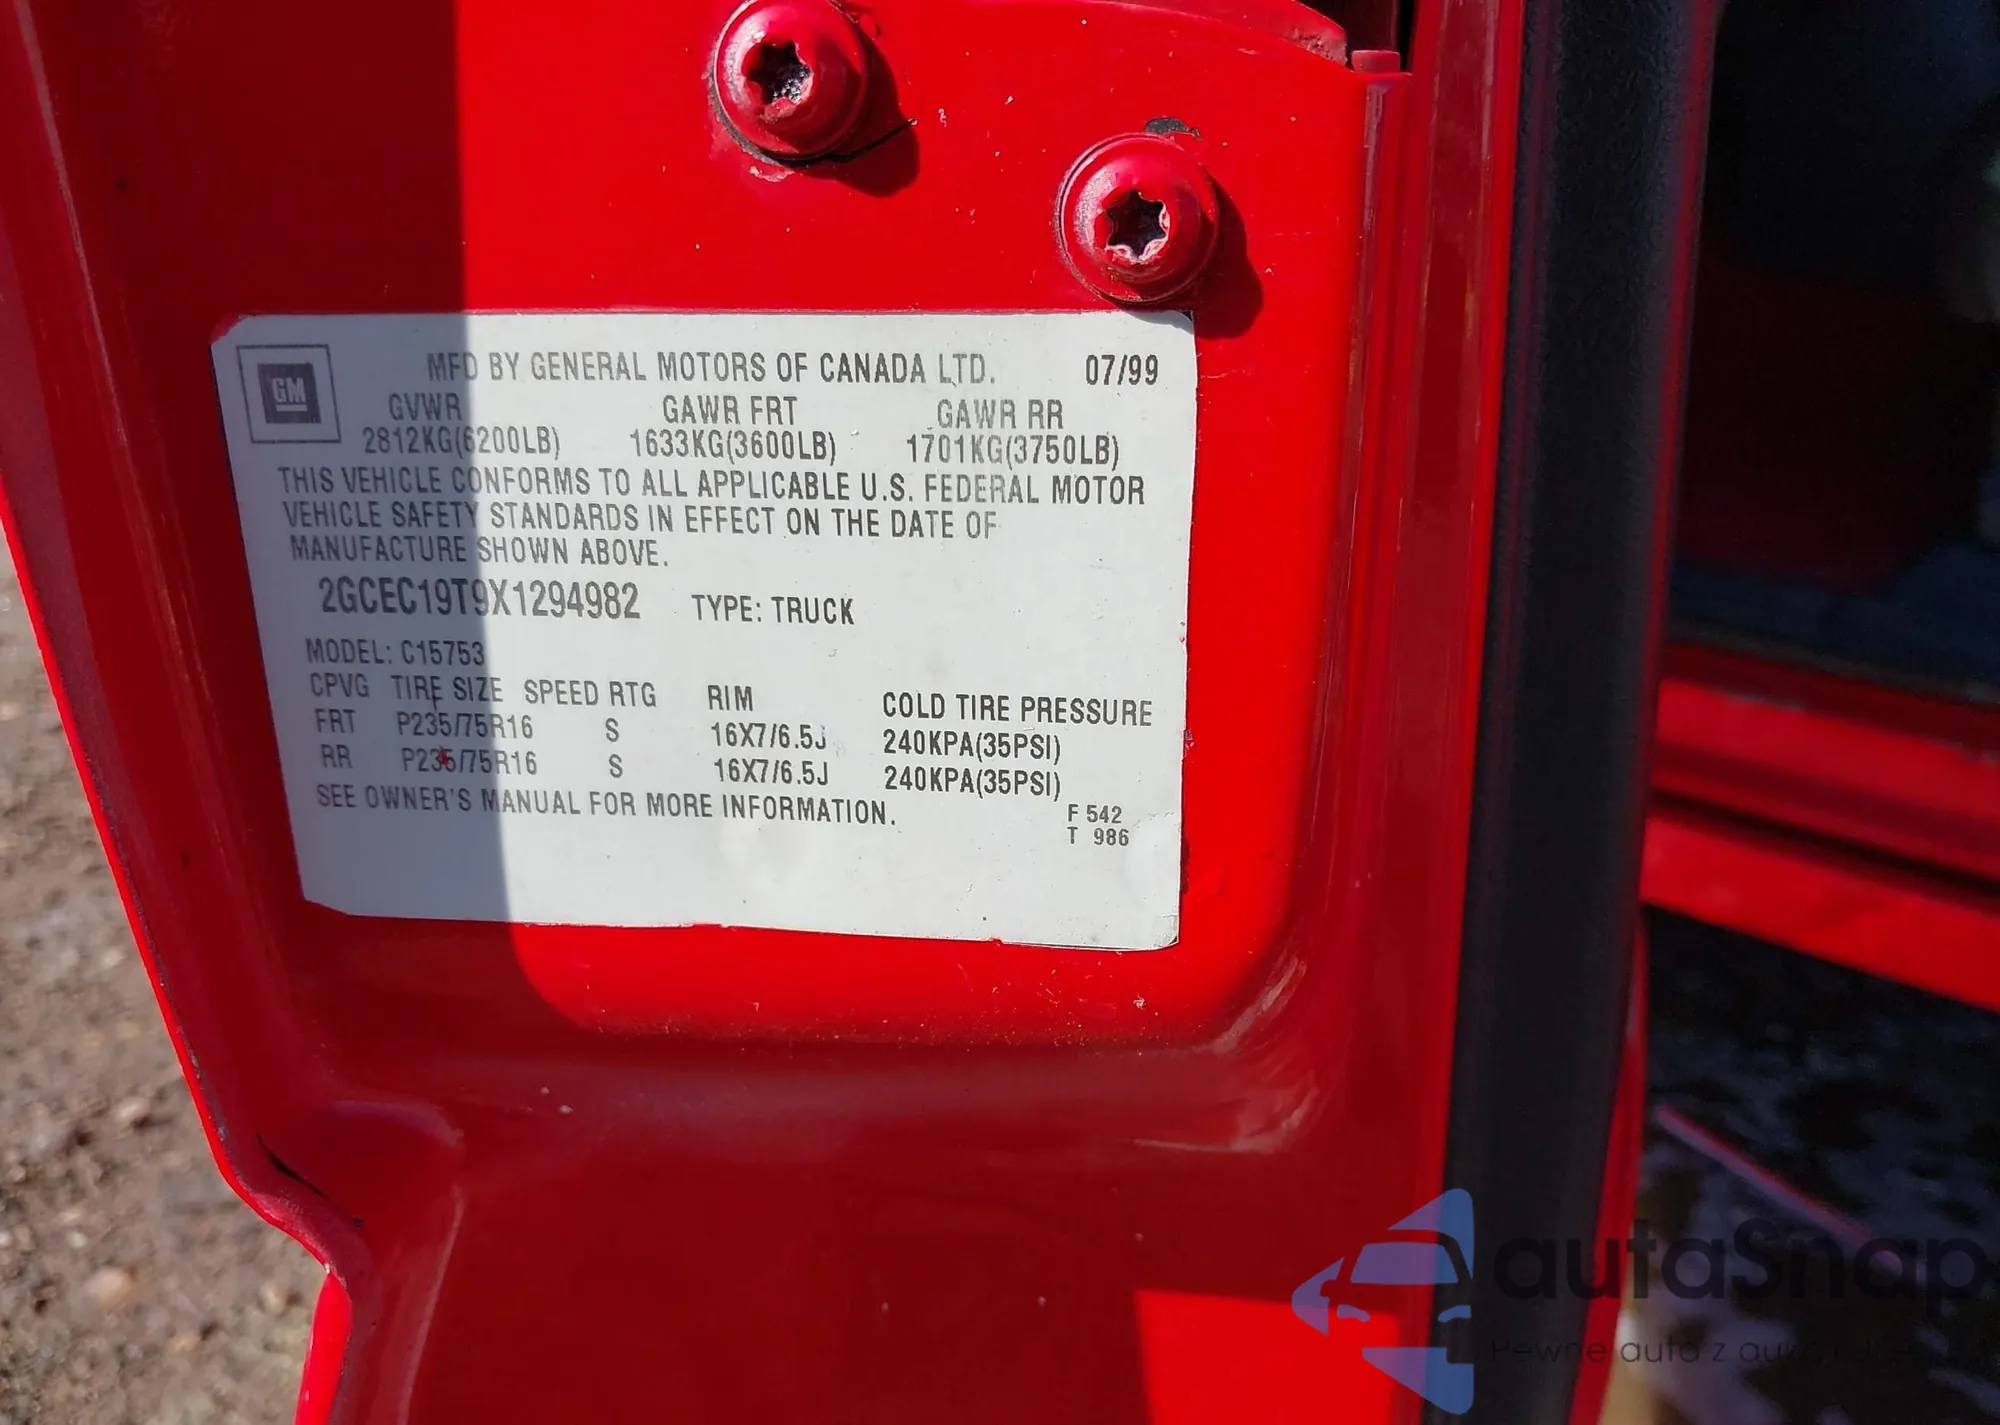 GM
MFD BY GENERAL MOTORS OF CANADA LTD. 07/99
GVWR GAWR FRT GAWR RR
2812KG(6200LB) 1633KG(3600LB) 1701KG(3750LB)
THIS VEHICLE CONFORMS TO ALL APPLICABLE U.S. FEDERAL MOTOR
VEHICLE SAFETY STANDARDS IN EFFECT ON THE DATE OF
MANUFACTURE SHOWN ABOVE.
2GCEC19T9X1294982 TYPE: TRUCK
MODEL: C15753
CPVG TIRE SIZE SPEED RTG RIM COLD TIRE PRESSURE
FRT P235/75R16 S 16X7/6.5J 240KPA(35PSI)
RR P235/75R16 S 16X7/6.5J 240KPA(35PSI)
SEE OWNER'S MANUAL FOR MORE INFORMATION.
F 542
T 986
autaSnap
Pewne auta z